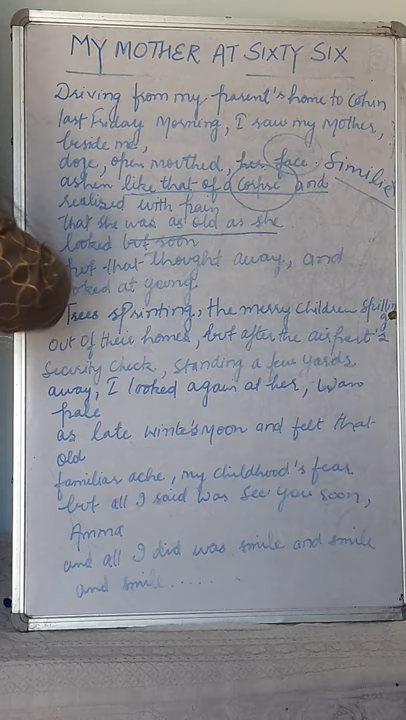 MY MOTHER AT SIXTY SIX
Driving from my parent's home to Cohin
last Friday Morning, I saw my Mother,
beside me,
doze, open mouthed, her face. Similie
ashen like that of a corpse and
realized with pain
that she was as old as she
looked but soon
put that thought away, and
looked at young
Trees sprinting, the merry children spilling
out of their homes, but after the airport's
Security Check, Standing a few yards
away, I looked again at her, wan
pale
as late winter's Moon and felt that
old
familiar ache, my childhood's fear.
but all I said was See you soon,
Amma
and all I did was smile and smile
and smile.....